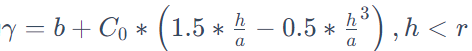 γ = b + C₀ * (1.5 * h/a − 0.5 * h/a³), h < r